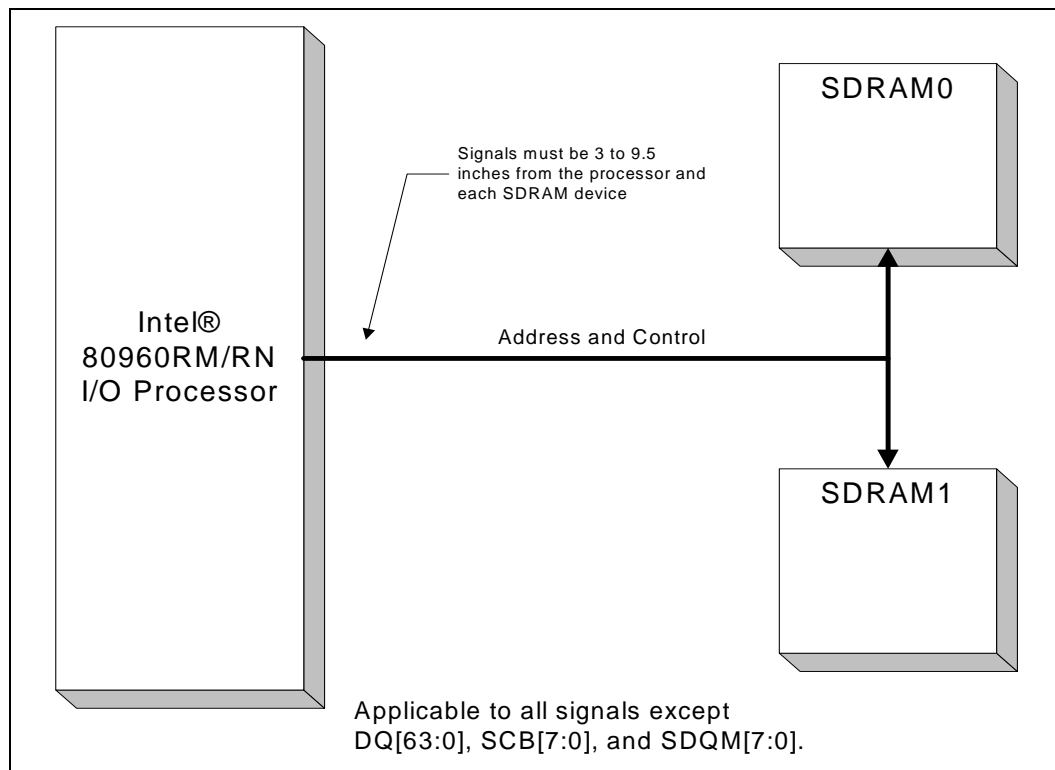 SDRAM0
Signals must be 3 to 9.5
inches from the processor and
each SDRAM device
Intel®
80960RM/RN
I/O Processor
Address and Control
SDRAM1
Applicable to all signals except
DQ[63:0], SCB[7:0], and SDQM[7:0].